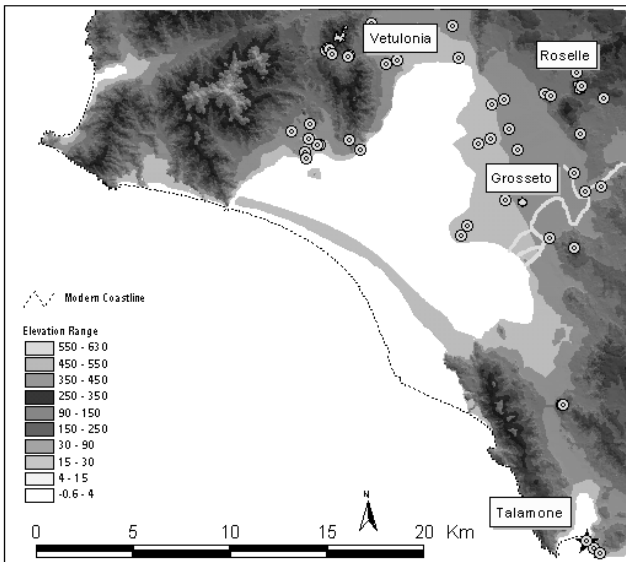 Vetulonia
Roselle
Grosseto
Modern Coastline
Elevation Range
550 - 630
450 - 550
350 - 450
250 - 350
90 - 150
150 - 250
30 - 90
15 - 30
4 - 15
-0.6 - 4
N
Talamone
0 5 10 15 20 Km